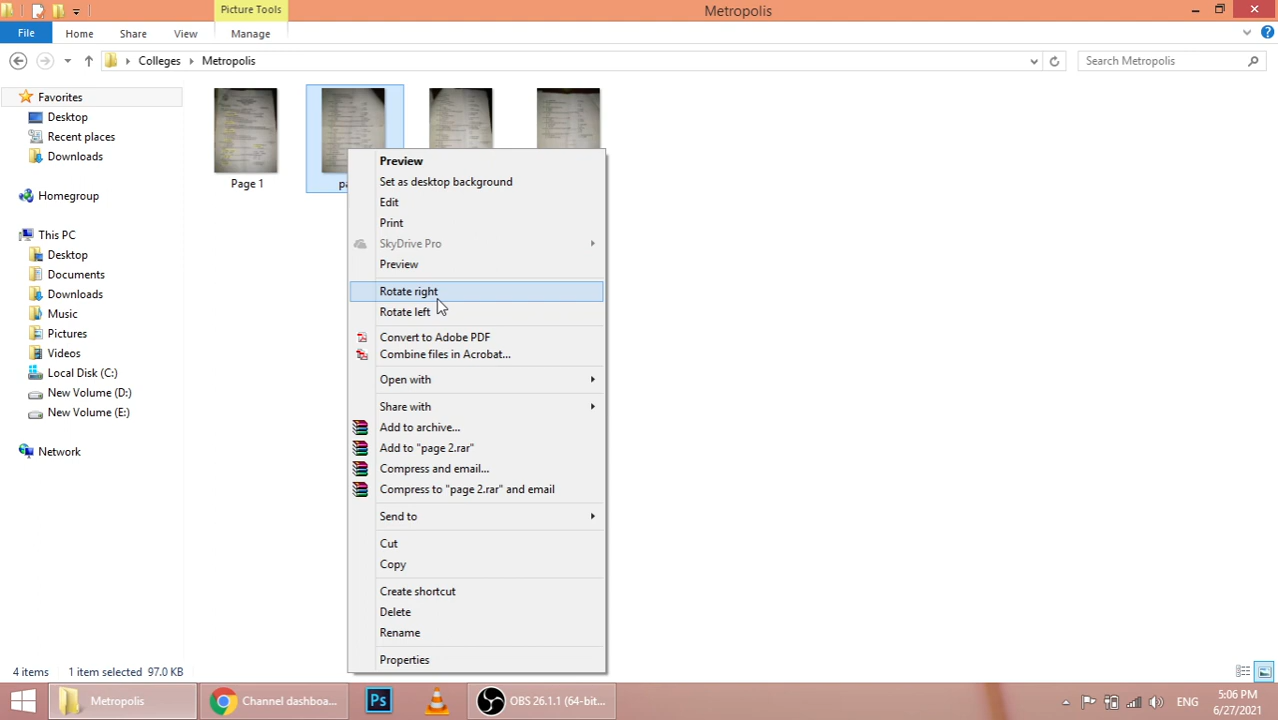 Picture Tools
Metropolis
File
Home
Share
View
Manage
Colleges
Metropolis
Search Metropolis
Favorites
Desktop
Recent places
Downloads
Homegroup
This PC
Desktop
Documents
Downloads
Music
Pictures
Videos
Local Disk (C:)
New Volume (D:)
New Volume (E:)
Network
Page 1
pa
Preview
Set as desktop background
Edit
Print
SkyDrive Pro
Preview
Rotate right
Rotate left
Convert to Adobe PDF
Combine files in Acrobat...
Open with
Share with
Add to archive...
Add to "page 2.rar"
Compress and email...
Compress to "page 2.rar" and email
Send to
Cut
Copy
Create shortcut
Delete
Rename
Properties
4 items
1 item selected 97.0 KB
Metropolis
Channel dashboa...
Ps
OBS 26.1.1 (64-bit...
ENG
5:06 PM
6/27/2021